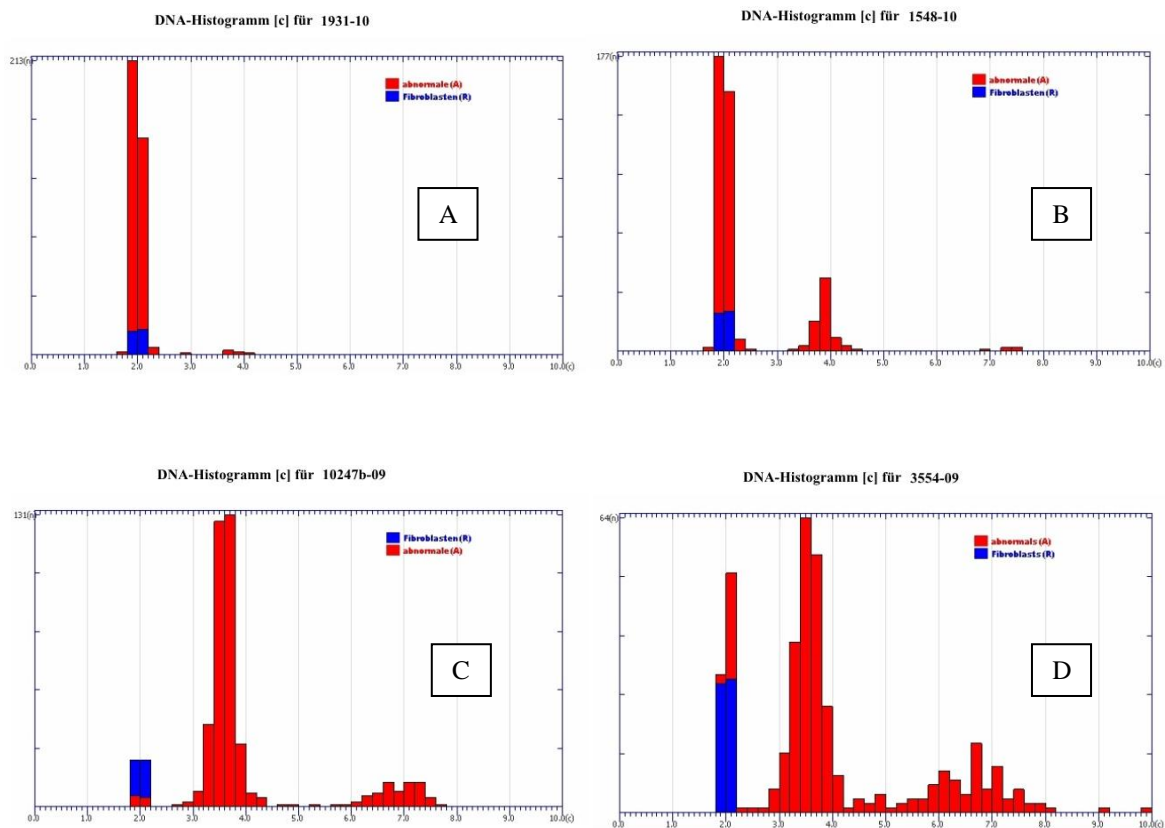 DNA-Histogramm [c] für 1931-10
213(n)
abnormale(A)
Fibroblasten(R)
A
0.0 1.0 2.0 3.0 4.0 5.0 6.0 7.0 8.0 9.0 10.0(c)
DNA-Histogramm [c] für 1548-10
177(n)
abnormale(A)
Fibroblasten(R)
B
0.0 1.0 2.0 3.0 4.0 5.0 6.0 7.0 8.0 9.0 10.0(c)
DNA-Histogramm [c] für 10247b-09
131(n)
Fibroblasten(R)
abnormale(A)
C
0.0 1.0 2.0 3.0 4.0 5.0 6.0 7.0 8.0 9.0 10.0(c)
DNA-Histogramm [c] für 3554-09
64(n)
abnormals(A)
Fibroblasts(R)
D
0.0 1.0 2.0 3.0 4.0 5.0 6.0 7.0 8.0 9.0 10.0(c)